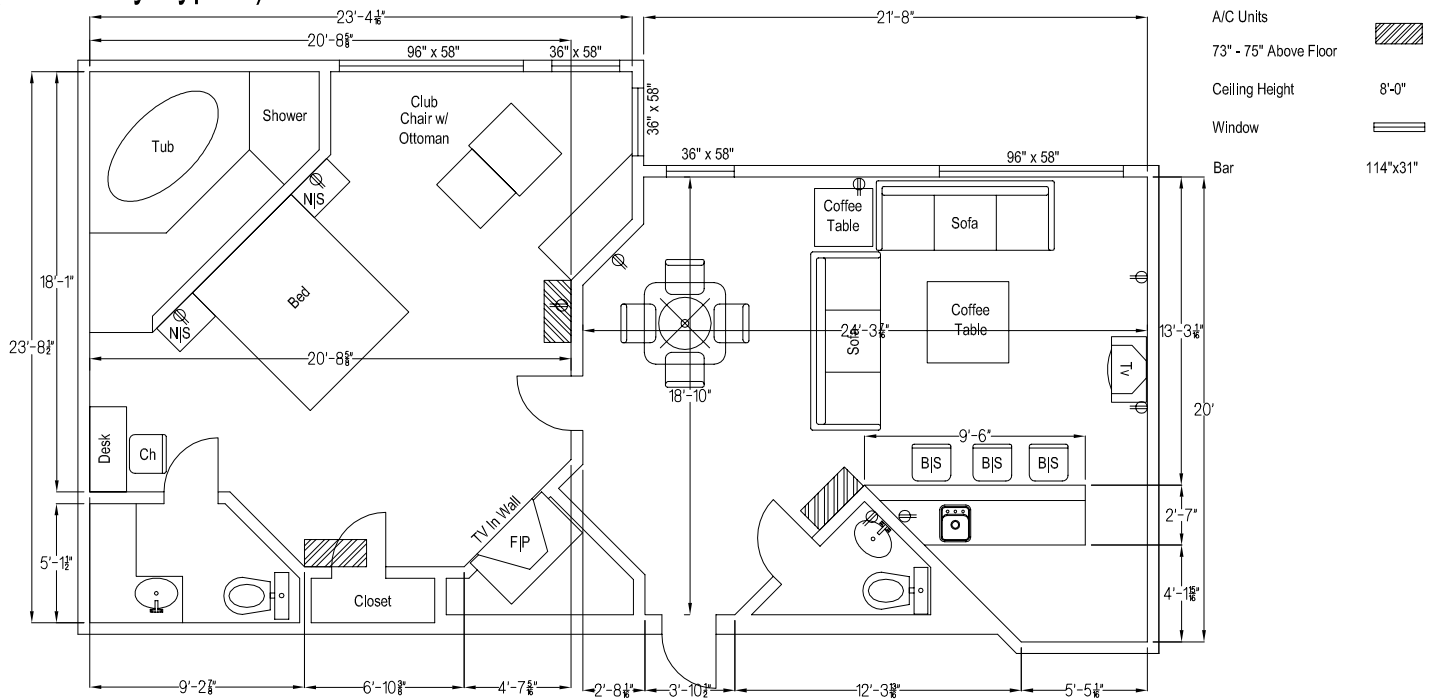 23'-4 1/16"
21'-8"
20'-8 5/8"
96" x 58"
36" x 58"
A/C Units
73" - 75" Above Floor
Ceiling Height 8'-0"
Window
Bar 114"x31"
36" x 58"
36" x 58"
96" x 58"
Tub
Shower
Club
Chair w/
Ottoman
N|S
Bed
N|S
18'-1"
23'-8 1/2"
20'-8 5/8"
Coffee
Table
Sofa
Sofa
Coffee
Table
24'-3 7/16"
13'-3 1/16"
Tv
18'-10"
20'
Desk
Ch
9'-6"
B|S
B|S
B|S
2'-7"
TV In Wall
F|P
5'-1 1/2"
Closet
4'-1 15/16"
9'-2 7/8"
6'-10 3/8"
4'-7 5/16"
2'-8 1/16"
3'-10 1/2"
12'-3 13/16"
5'-5 1/16"